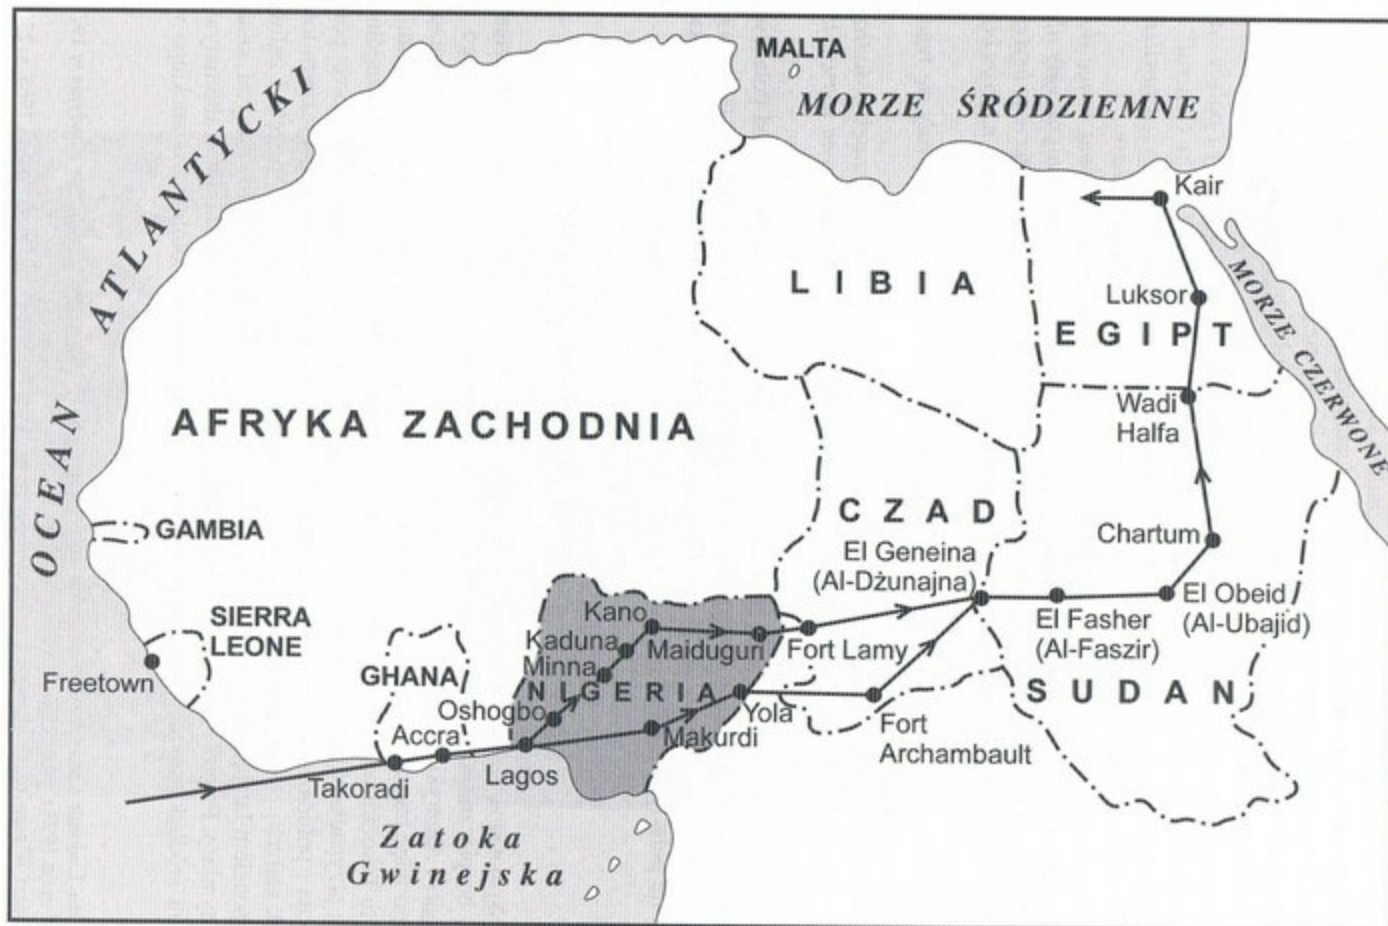 MALTA
MORZE ŚRÓDZIEMNE
OCEAN ATLANTYCKI
Kair
LIBIA
Luksor
EGIPT
MORZE CZERWONE
Wadi
Halfa
AFRYKA ZACHODNIA
CZAD
GAMBIA
Chartum
El Geneina
(Al-Dżunajna)
El Obeid
(Al-Ubajid)
El Fasher
(Al-Faszir)
SIERRA
LEONE
Freetown
Kano
Kaduna
Minna
Maiduguri
Fort Lamy
GHANA
NIGERIA
SUDAN
Oshogbo
Yola
Makurdi
Fort
Archambault
Accra
Lagos
Takoradi
Zatoka
Gwinejska